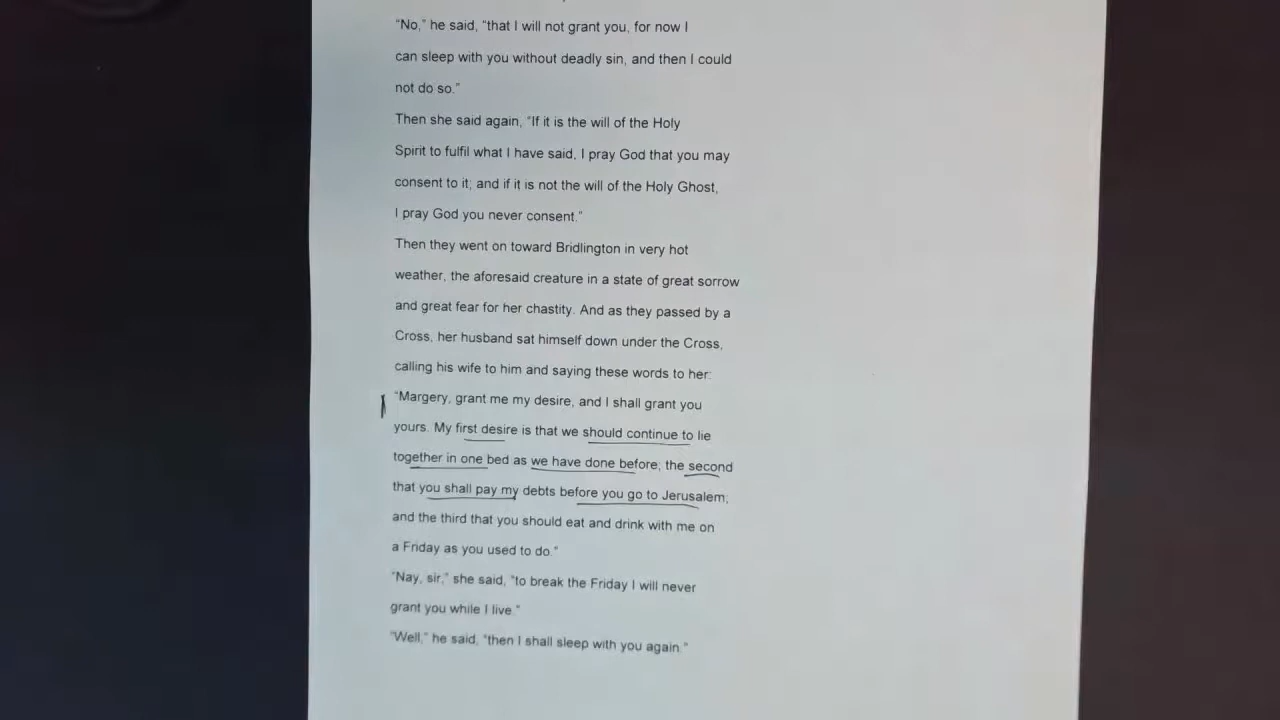 “No,” he said, “that I will not grant you, for now I
can sleep with you without deadly sin, and then I could
not do so.”
Then she said again, “If it is the will of the Holy
Spirit to fulfil what I have said, I pray God that you may
consent to it; and if it is not the will of the Holy Ghost,
I pray God you never consent.”
Then they went on toward Bridlington in very hot
weather, the aforesaid creature in a state of great sorrow
and great fear for her chastity. And as they passed by a
Cross, her husband sat himself down under the Cross,
calling his wife to him and saying these words to her:
“Margery, grant me my desire, and I shall grant you
yours. My first desire is that we should continue to lie
together in one bed as we have done before; the second
that you shall pay my debts before you go to Jerusalem;
and the third that you should eat and drink with me on
a Friday as you used to do.”
“Nay, sir,” she said, “to break the Friday I will never
grant you while I live.”
“Well,” he said, “then I shall sleep with you again.”